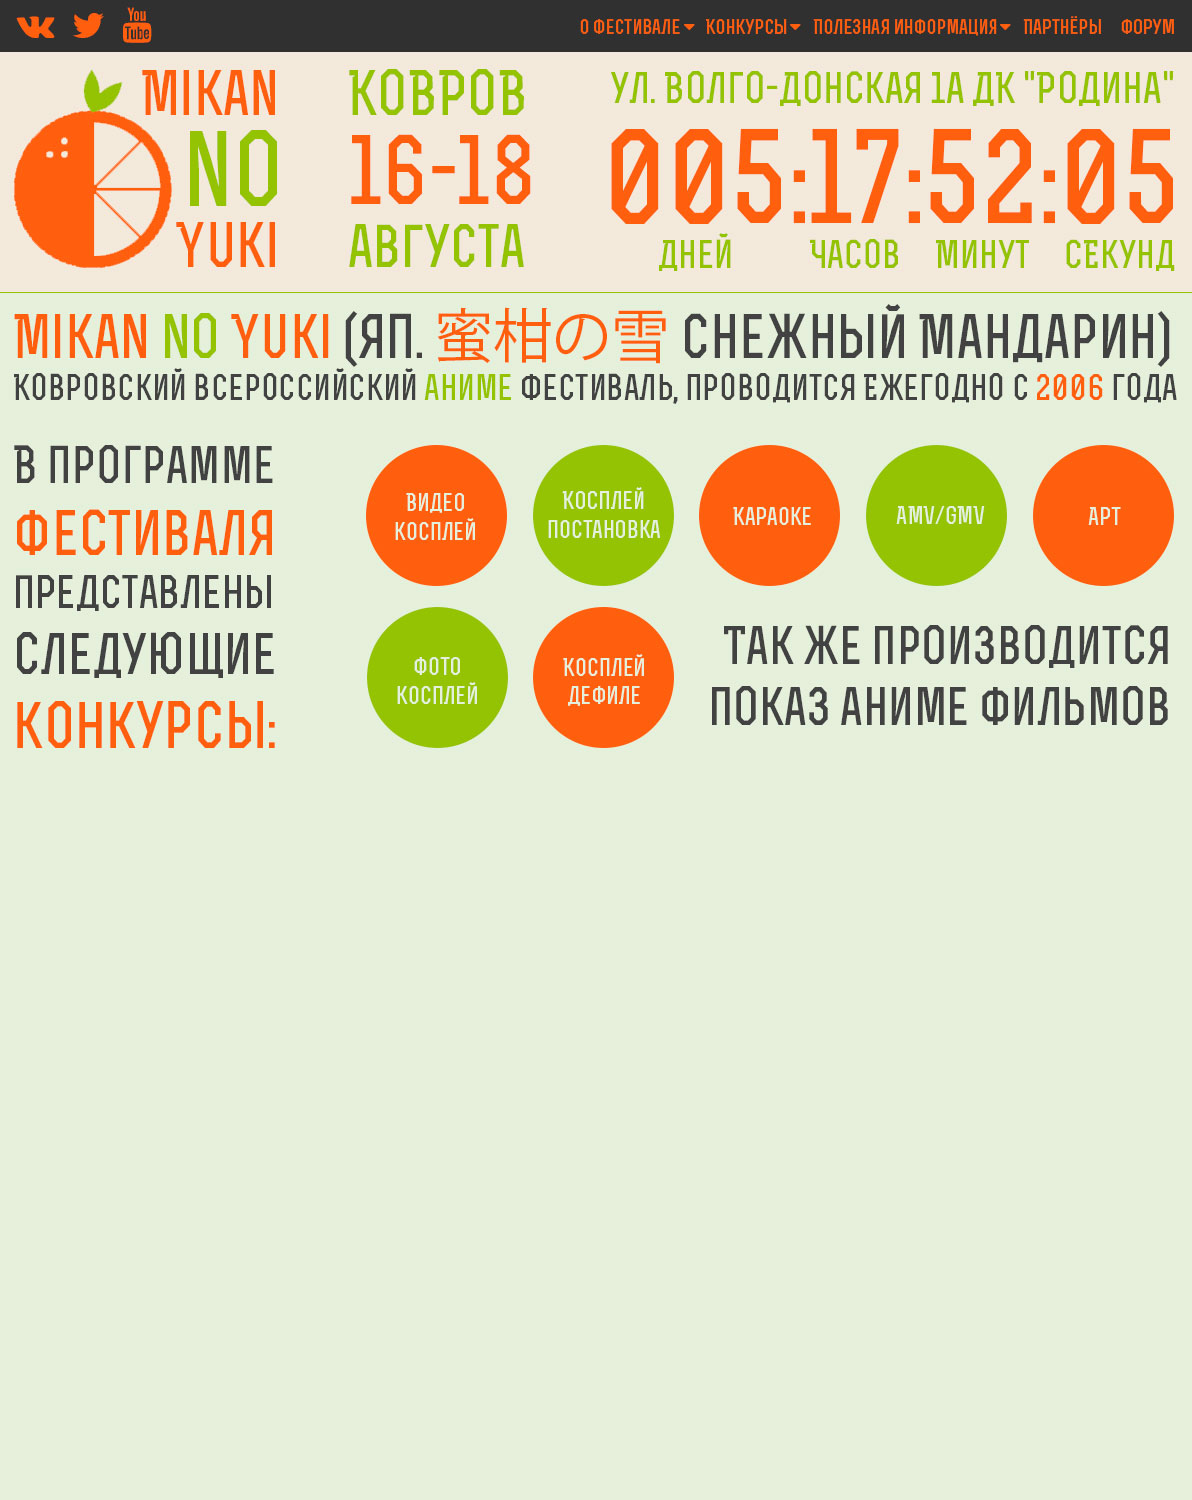 You
Tube
О ФЕСТИВАЛЕ КОНКУРСЫ ПОЛЕЗНАЯ ИНФОРМАЦИЯ ПАРТНЁРЫ ФОРУМ
MIKAN
NO
YUKI
КОВРОВ
16-18
АВГУСТА
УЛ. ВОЛГО-ДОНСКАЯ 1А ДК "РОДИНА"
005:17:52:05
ДНЕЙ ЧАСОВ МИНУТ СЕКУНД
MIKAN NO YUKI (ЯП. 蜜柑の雪 СНЕЖНЫЙ МАНДАРИН)
КОВРОВСКИЙ ВСЕРОССИЙСКИЙ АНИМЕ ФЕСТИВАЛЬ, ПРОВОДИТСЯ ЕЖЕГОДНО С 2006 ГОДА
В ПРОГРАММЕ
ФЕСТИВАЛЯ
ПРЕДСТАВЛЕНЫ
СЛЕДУЮЩИЕ
КОНКУРСЫ:
ВИДЕО
КОСПЛЕЙ
КОСПЛЕЙ
ПОСТАНОВКА
КАРАОКЕ
AMV/GMV
АРТ
ФОТО
КОСПЛЕЙ
КОСПЛЕЙ
ДЕФИЛЕ
ТАК ЖЕ ПРОИЗВОДИТСЯ
ПОКАЗ АНИМЕ ФИЛЬМОВ